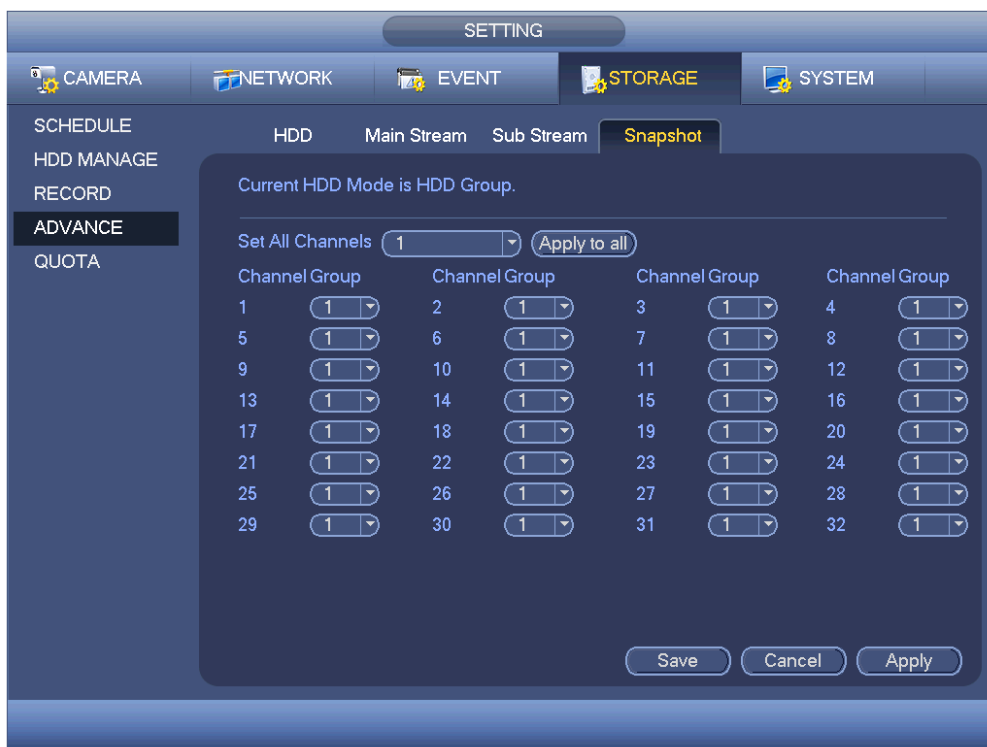 SETTING
CAMERA NETWORK EVENT STORAGE SYSTEM
SCHEDULE
HDD MANAGE
RECORD
ADVANCE
QUOTA
HDD Main Stream Sub Stream Snapshot
Current HDD Mode is HDD Group.
Set All Channels 1 Apply to all
Channel Group Channel Group Channel Group Channel Group
1 1 2 1 3 1 4 1
5 1 6 1 7 1 8 1
9 1 10 1 11 1 12 1
13 1 14 1 15 1 16 1
17 1 18 1 19 1 20 1
21 1 22 1 23 1 24 1
25 1 26 1 27 1 28 1
29 1 30 1 31 1 32 1
Save Cancel Apply